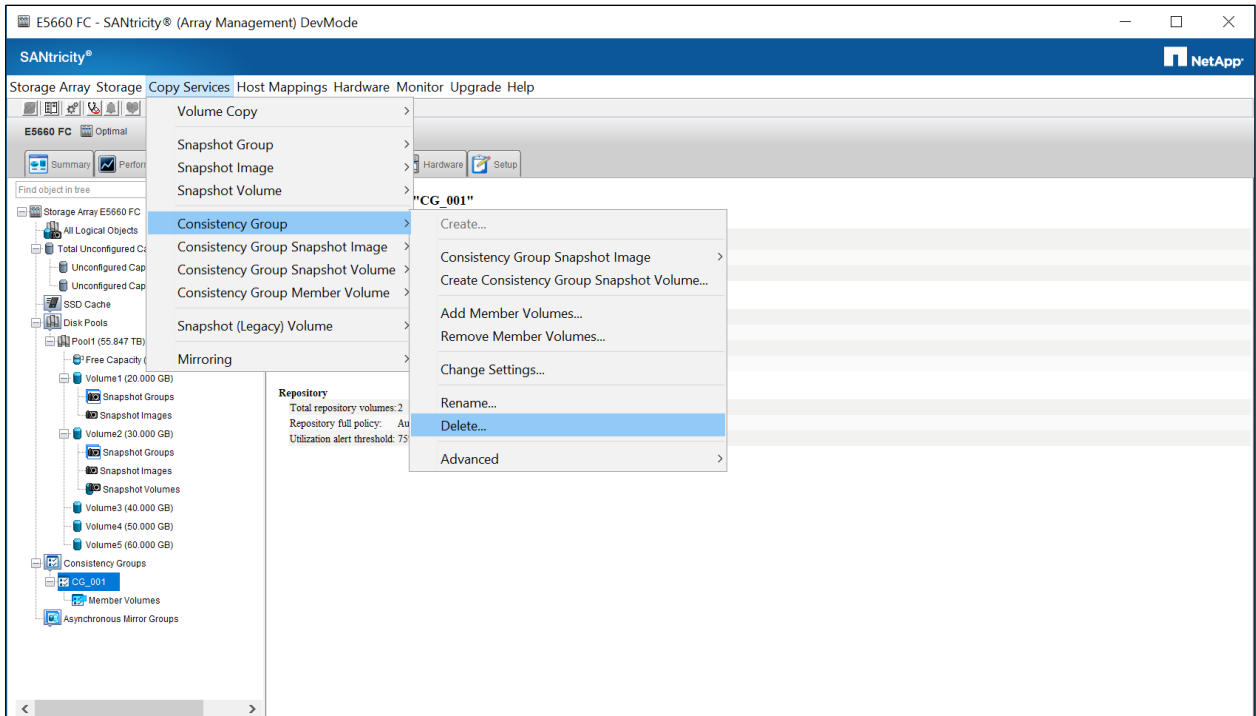 E5660 FC - SANtricity® (Array Management) DevMode
SANtricity®
NetApp®
Storage Array Storage Copy Services Host Mappings Hardware Monitor Upgrade Help
E5660 FC Optimal
Summary
Hardware
Setup
Find object in tree
Storage Array E5660 FC
All Logical Objects
Total Unconfigured
Unconfigured
Unconfigured
SSD Cache
Disk Pools
Pool1 (55.847 TB)
Free Capacity
Volume1 (20.000 GB)
Snapshot Groups
Snapshot Images
Volume2 (30.000 GB)
Snapshot Groups
Snapshot Images
Snapshot Volumes
Volume3 (40.000 GB)
Volume4 (50.000 GB)
Volume5 (60.000 GB)
Consistency Groups
CG_001
Member Volumes
Asynchronous Mirror Groups
Volume Copy
Snapshot Group
Snapshot Image
Snapshot Volume
Consistency Group
Consistency Group Snapshot Image
Consistency Group Snapshot Volume
Consistency Group Member Volume
Snapshot (Legacy) Volume
Mirroring
"CG_001"
Create...
Consistency Group Snapshot Image
Create Consistency Group Snapshot Volume...
Add Member Volumes...
Remove Member Volumes...
Change Settings...
Rename...
Delete...
Advanced
Repository
Total repository volumes: 2
Repository full policy:
Utilization alert threshold: